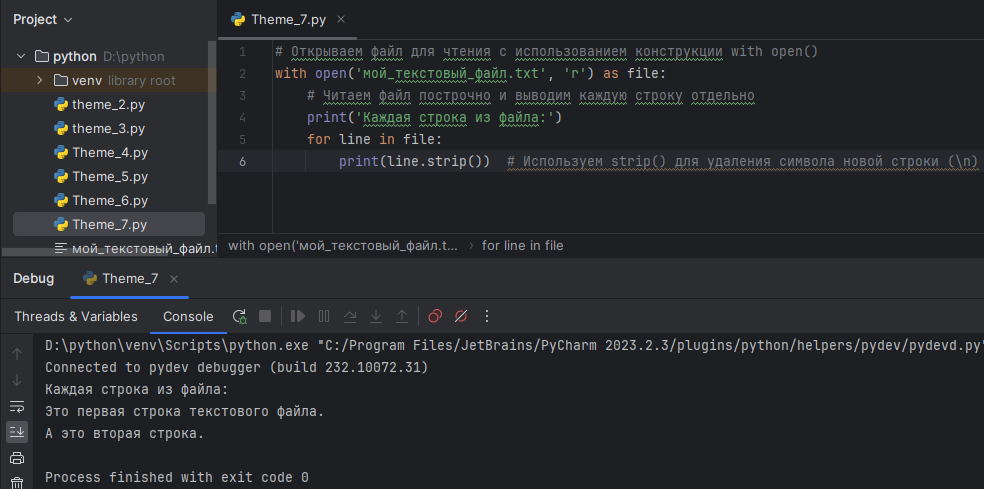 Project
Theme_7.py
python D:\python
venv library root
theme_2.py
theme_3.py
Theme_4.py
Theme_5.py
Theme_6.py
Theme_7.py
мой_текстовый_файл.
1 # Открываем файл для чтения с использованием конструкции with open()
2 with open('мой_текстовый_файл.txt', 'r') as file:
3 # Читаем файл построчно и выводим каждую строку отдельно
4 print('Каждая строка из файла:')
5 for line in file:
6 print(line.strip()) # Используем strip() для удаления символа новой строки (\n)
with open('мой_текстовый_файл.t... › for line in file
Debug Theme_7
Threads & Variables Console
D:\python\venv\Scripts\python.exe "C:/Program Files/JetBrains/PyCharm 2023.2.3/plugins/python/helpers/pydev/pydevd.py"
Connected to pydev debugger (build 232.10072.31)
Каждая строка из файла:
Это первая строка текстового файла.
А это вторая строка.
Process finished with exit code 0